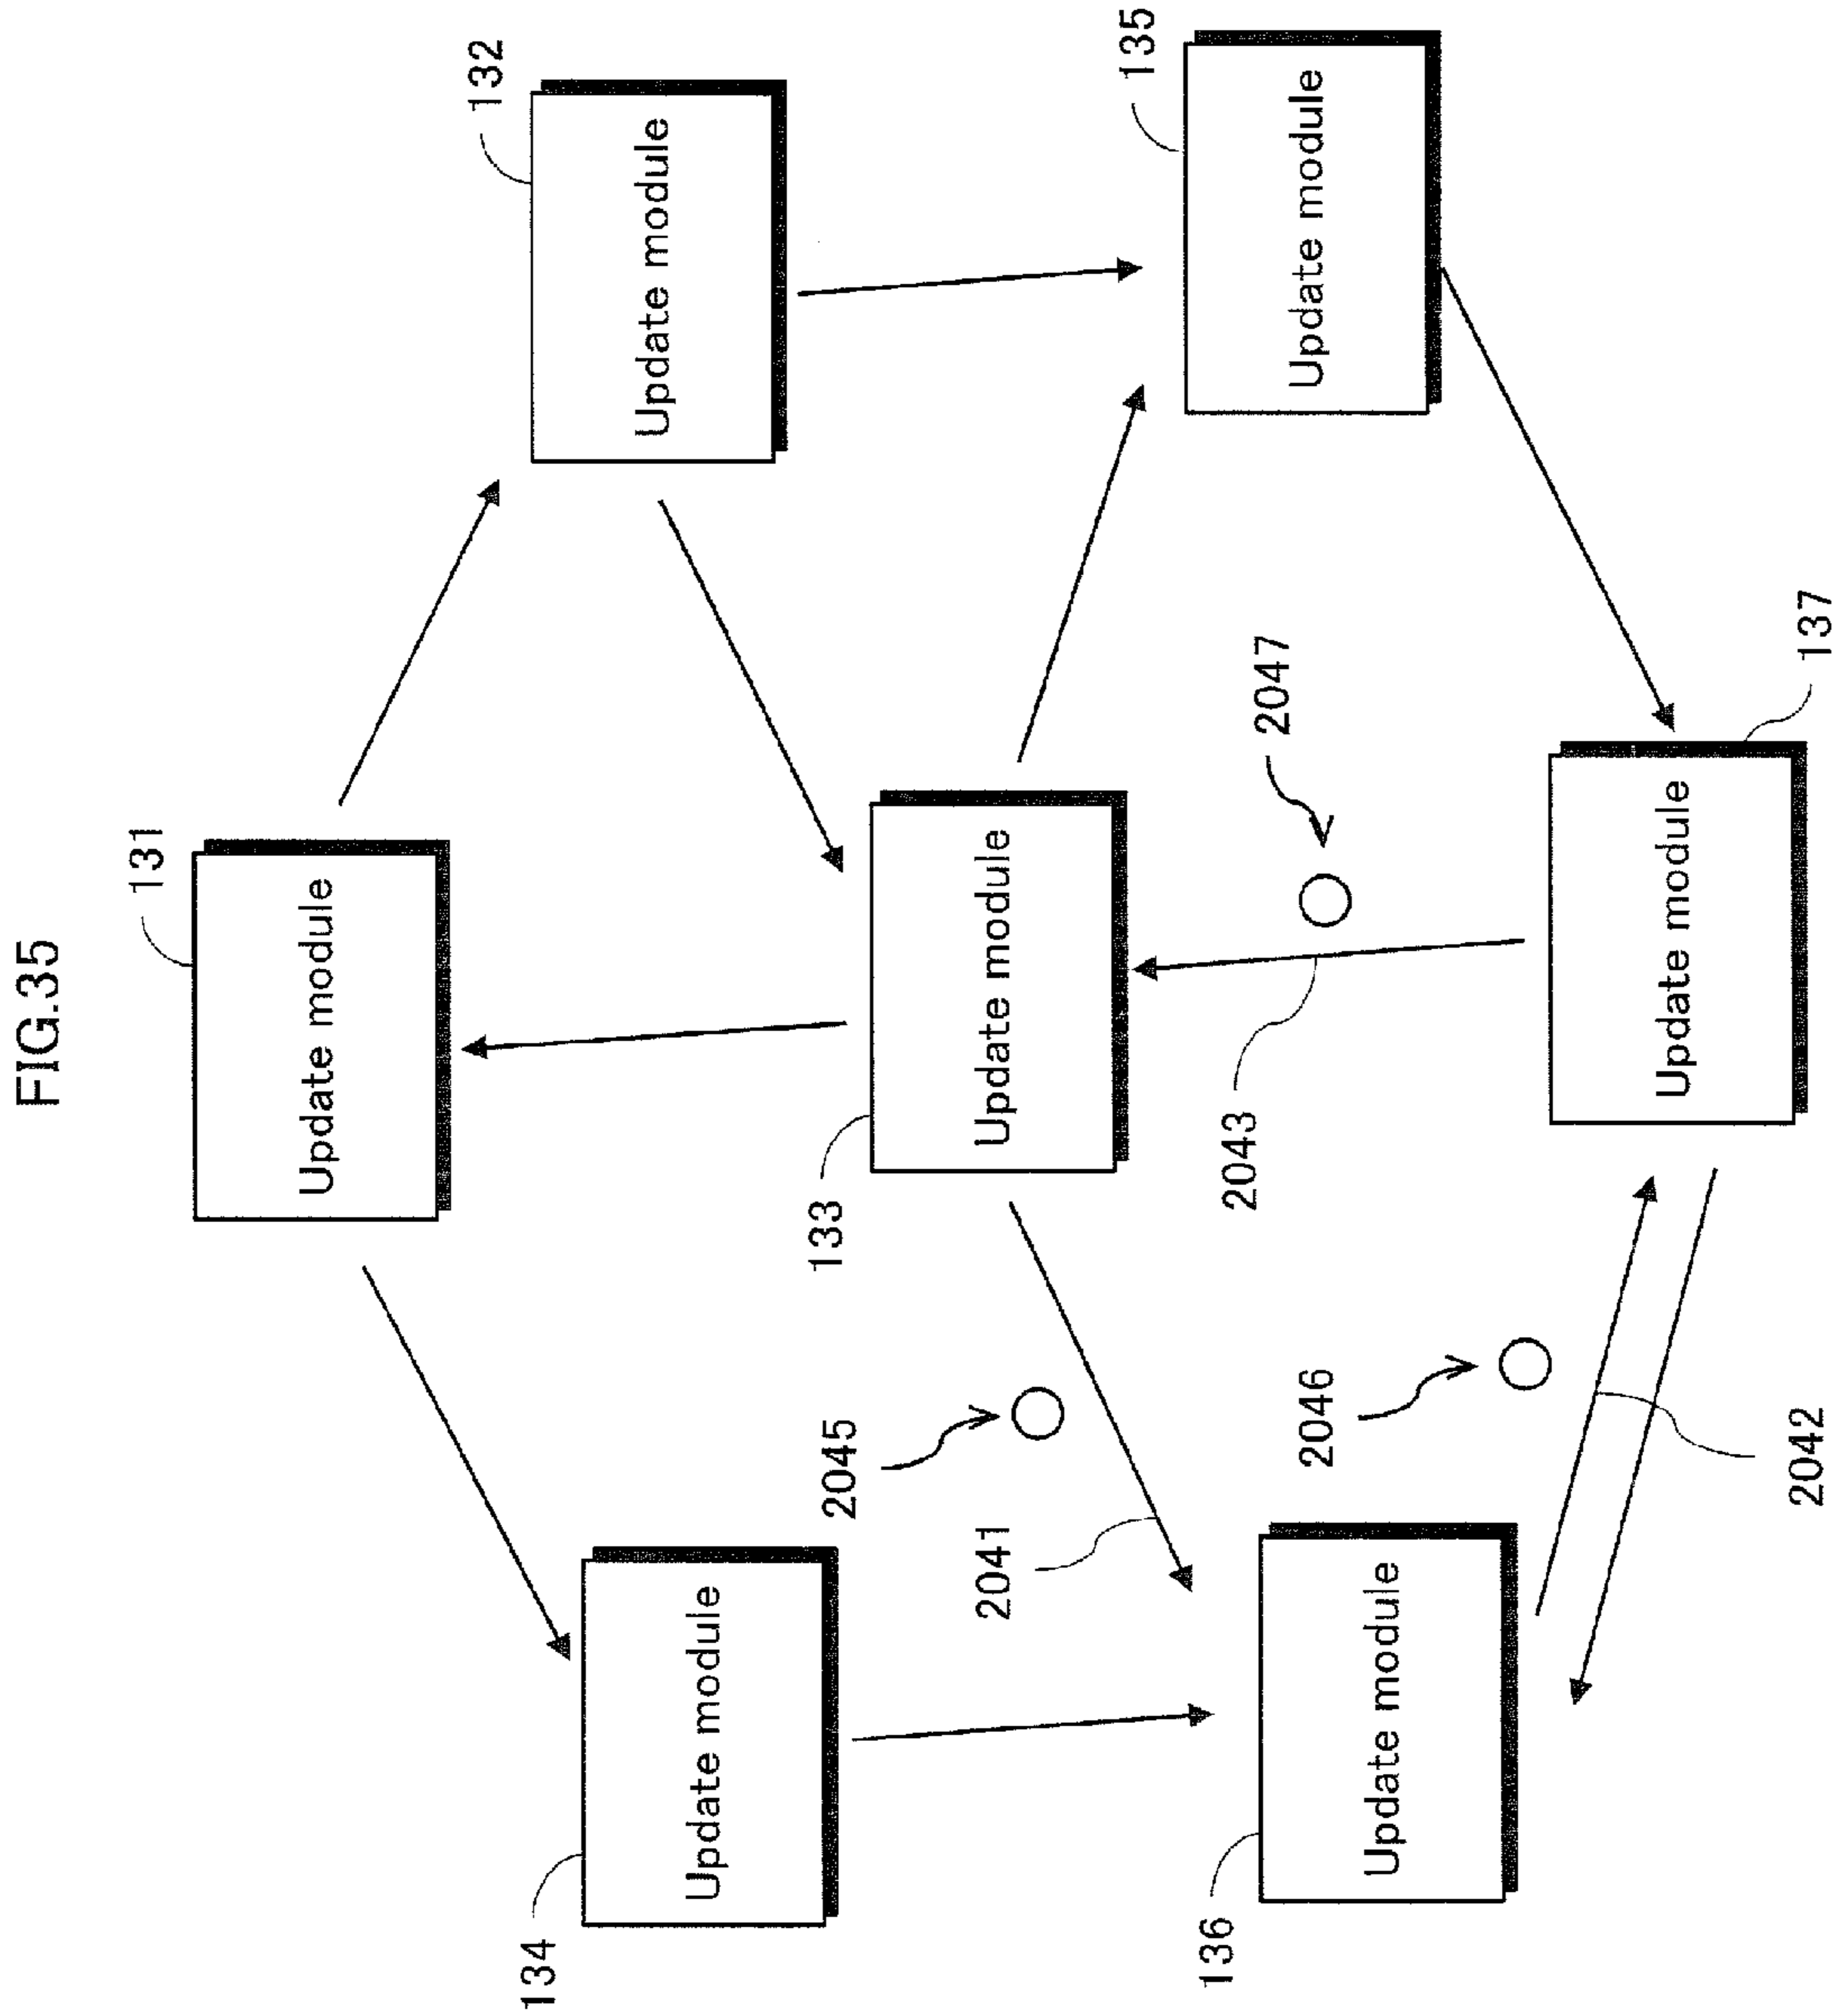 FIG.35
131
Update module
132
Update module
134
Update module
133
Update module
135
Update module
2045
2041
2043
2047
136
Update module
2046
2042
137
Update module